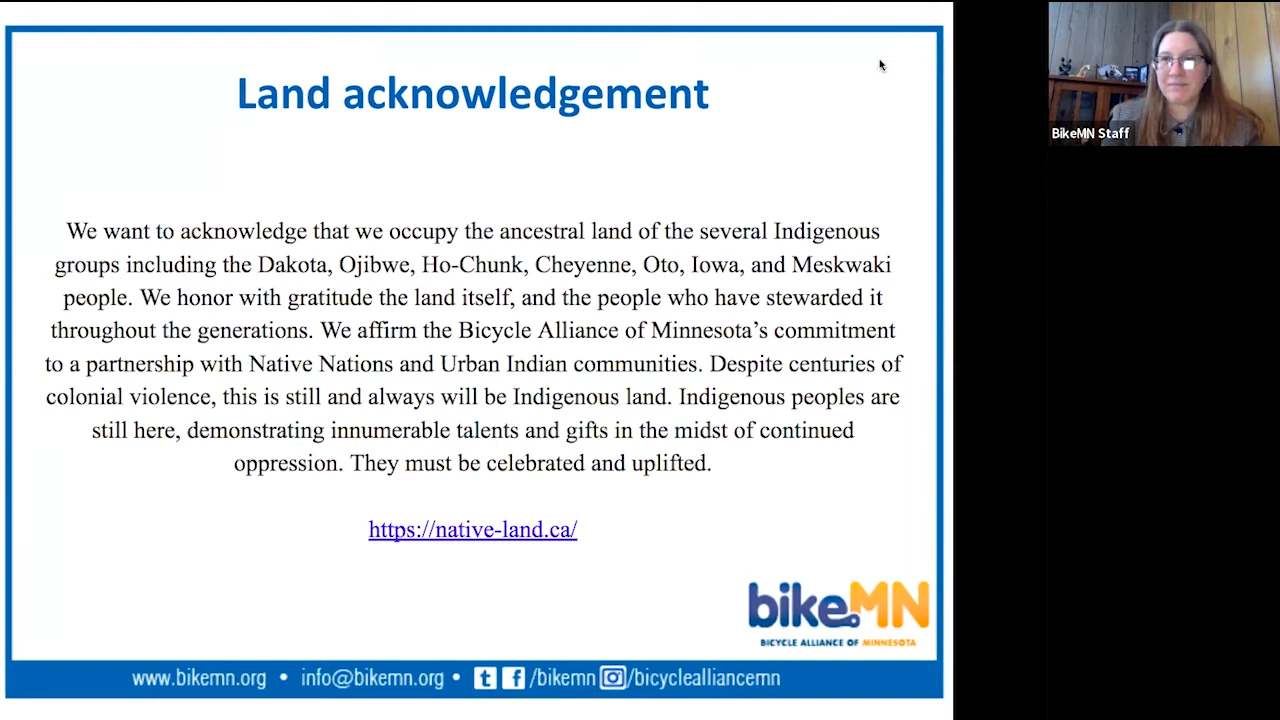 Land acknowledgement
We want to acknowledge that we occupy the ancestral land of the several Indigenous
groups including the Dakota, Ojibwe, Ho-Chunk, Cheyenne, Oto, Iowa, and Meskwaki
people. We honor with gratitude the land itself, and the people who have stewarded it
throughout the generations. We affirm the Bicycle Alliance of Minnesota’s commitment
to a partnership with Native Nations and Urban Indian communities. Despite centuries of
colonial violence, this is still and always will be Indigenous land. Indigenous peoples are
still here, demonstrating innumerable talents and gifts in the midst of continued
oppression. They must be celebrated and uplifted.
https://native-land.ca/
bikeMN
BICYCLE ALLIANCE OF MINNESOTA
www.bikemn.org • info@bikemn.org • t f /bikemn /bicyclealliancemn
BikeMN Staff